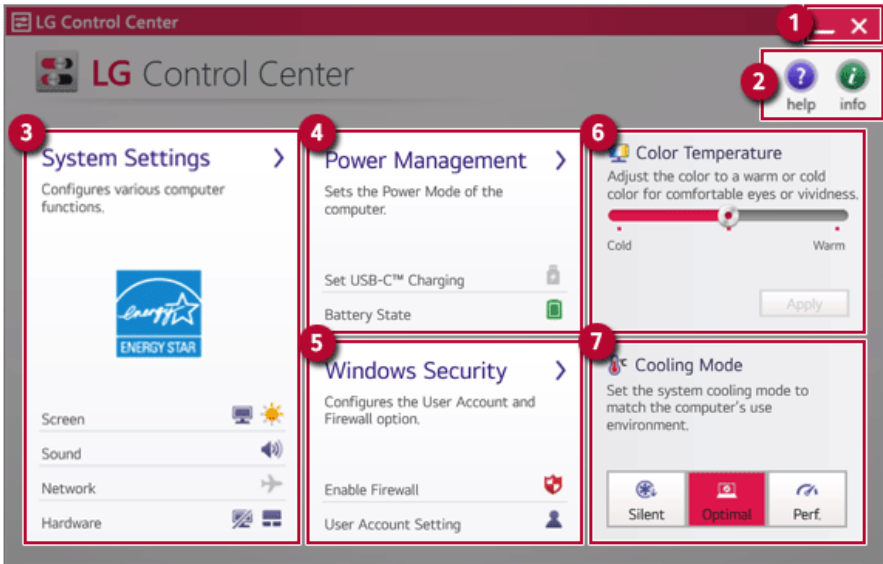 LG Control Center
1
LG Control Center
2
?
i
help
info
3
System Settings
Configures various computer
functions.
energy
ENERGY STAR
Screen
Sound
Network
Hardware
4
Power Management
Sets the Power Mode of the
computer.
Set USB-C™ Charging
Battery State
5
Windows Security
Configures the User Account and
Firewall option.
Enable Firewall
User Account Setting
6
Color Temperature
Adjust the color to a warm or cold
color for comfortable eyes or vividness.
Cold
Warm
Apply
7
°C Cooling Mode
Set the system cooling mode to
match the computer's use
environment.
Silent
Optimal
Perf.